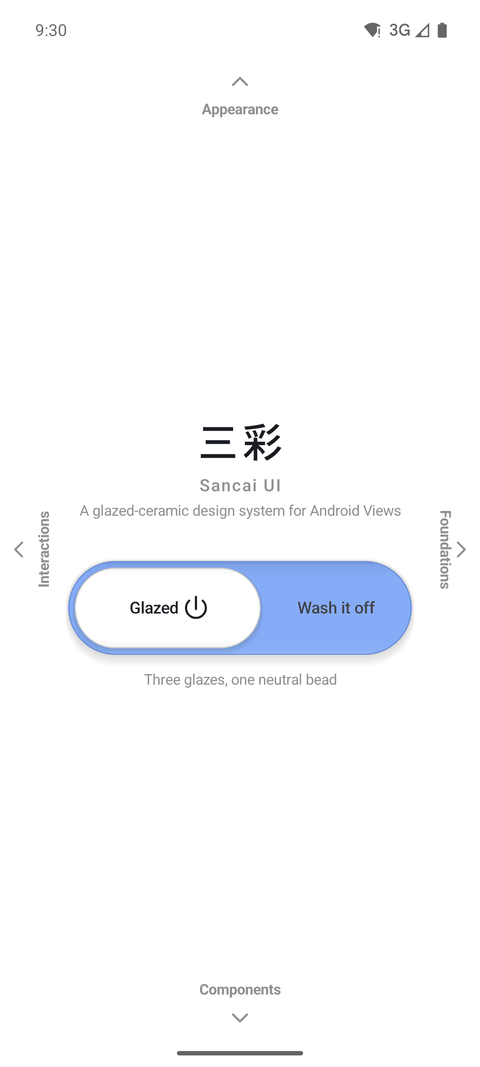 9:30
3G
Appearance
三彩
Sancai UI
A glazed-ceramic design system for Android Views
Interactions
Foundations
Glazed
Wash it off
Three glazes, one neutral bead
Components